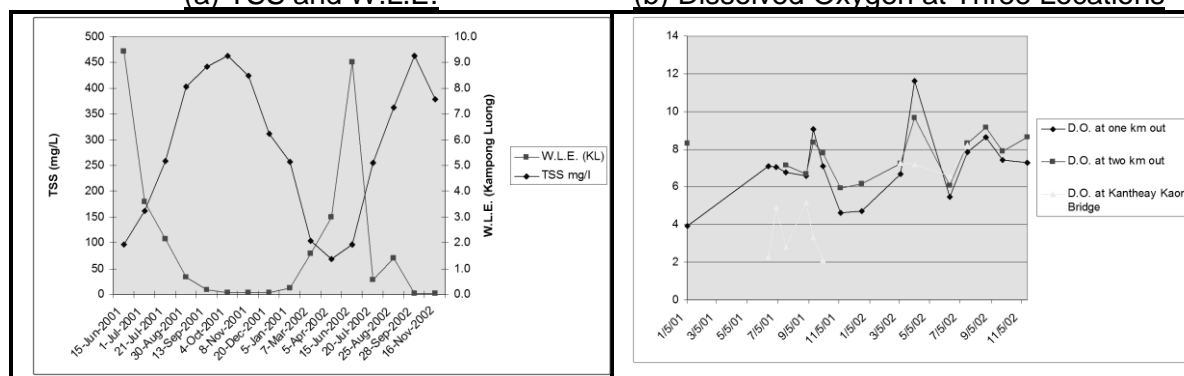 (a) TSS and W.L.E.
(b) Dissolved Oxygen at Three Locations
500
450
400
350
300
250
200
150
100
50
0
TSS (mg/L)
10.0
9.0
8.0
7.0
6.0
5.0
4.0
3.0
2.0
1.0
0.0
W.L.E. (Kampong Luong)
15-Jun-2001
1-Jul-2001
21-Jul-2001
30-Aug-2001
13-Sep-2001
4-Oct-2001
8-Nov-2001
20-Dec-2001
5-Jan-2001
7-Mar-2002
5-Apr-2002
15-Jun-2002
20-Jul-2002
25-Aug-2002
28-Sep-2002
16-Nov-2002
W.L.E. (KL)
TSS mg/l
14
12
10
8
6
4
2
0
1/5/01
3/5/01
5/5/01
7/5/01
9/5/01
11/5/01
1/5/02
3/5/02
5/5/02
7/5/02
9/5/02
11/5/02
D.O. at one km out
D.O. at two km out
D.O. at Kantheay Kaon
Bridge